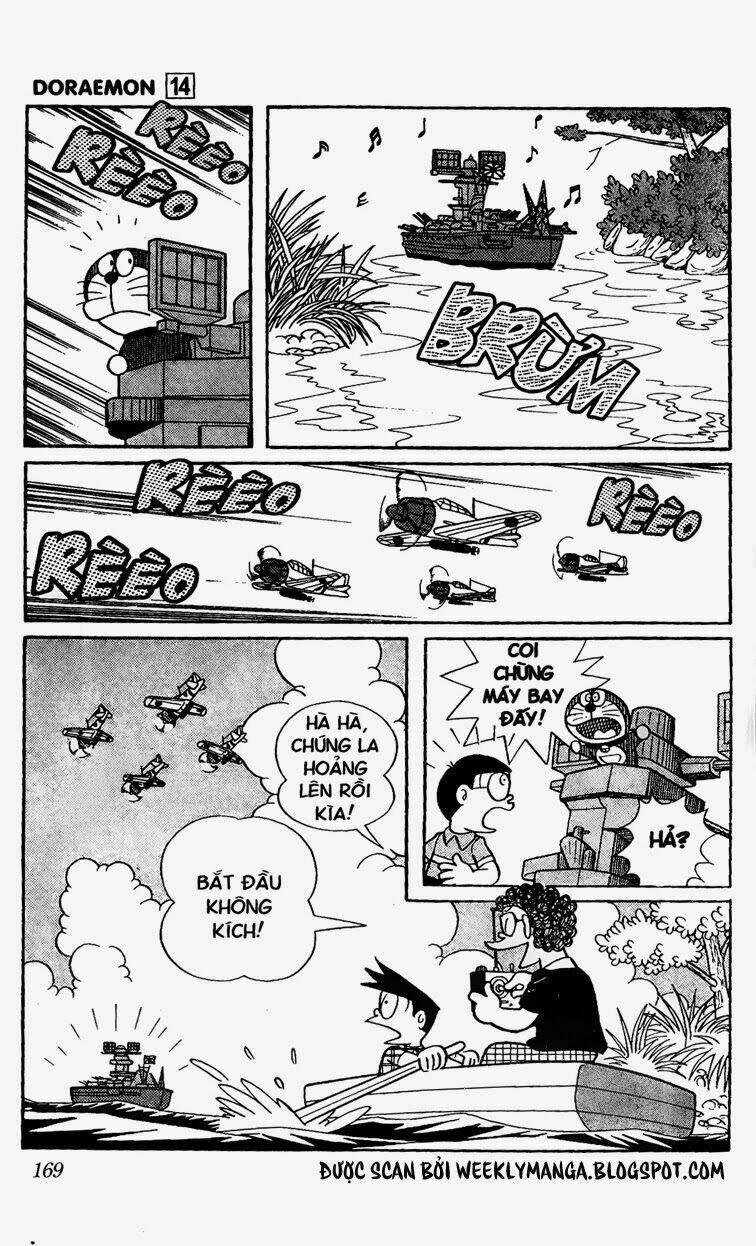 DORAEMON 14
RÈÈO
RÈÈO
BRỪM
RÈÈO
RÈÈO
RÈÈO
HÀ HÀ,
CHÚNG LA
HOẢNG
LÊN RỒI
KÌA!
BẮT ĐẦU
KHÔNG
KÍCH!
COI
CHỪNG
MÁY BAY
ĐẤY!
HẢ?
169
ĐƯỢC SCAN BỞI WEEKLYMANGA.BLOGSPOT.COM